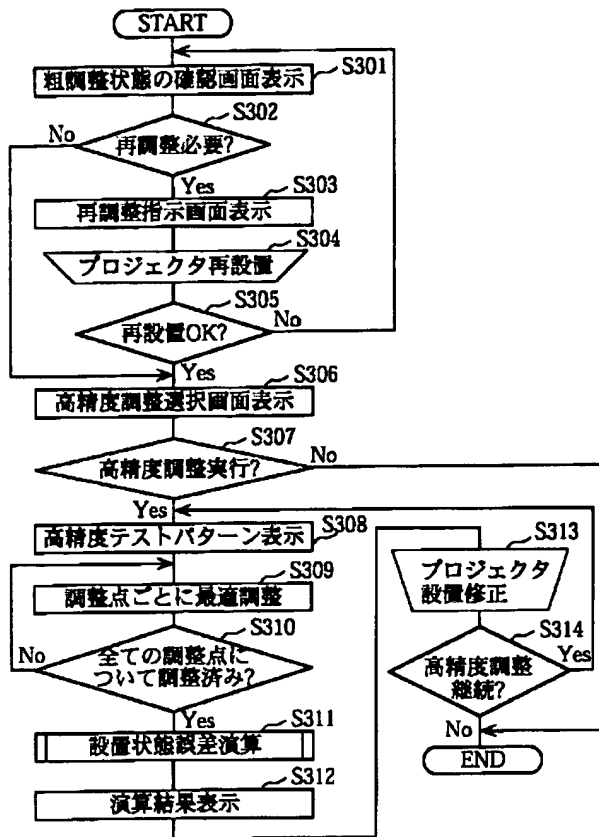 START
粗調整状態の確認画面表示
S301
S302
No
再調整必要?
Yes
S303
再調整指示画面表示
S304
プロジェクタ再設置
S305
再設置OK?
No
Yes
S306
高精度調整選択画面表示
S307
高精度調整実行?
No
Yes
高精度テストパターン表示
S308
S309
調整点ごとに最適調整
S310
全ての調整点に
ついて調整済み?
No
Yes
S311
設置状態誤差演算
S312
演算結果表示
S313
プロジェクタ
設置修正
S314
高精度調整
継続?
Yes
No
END